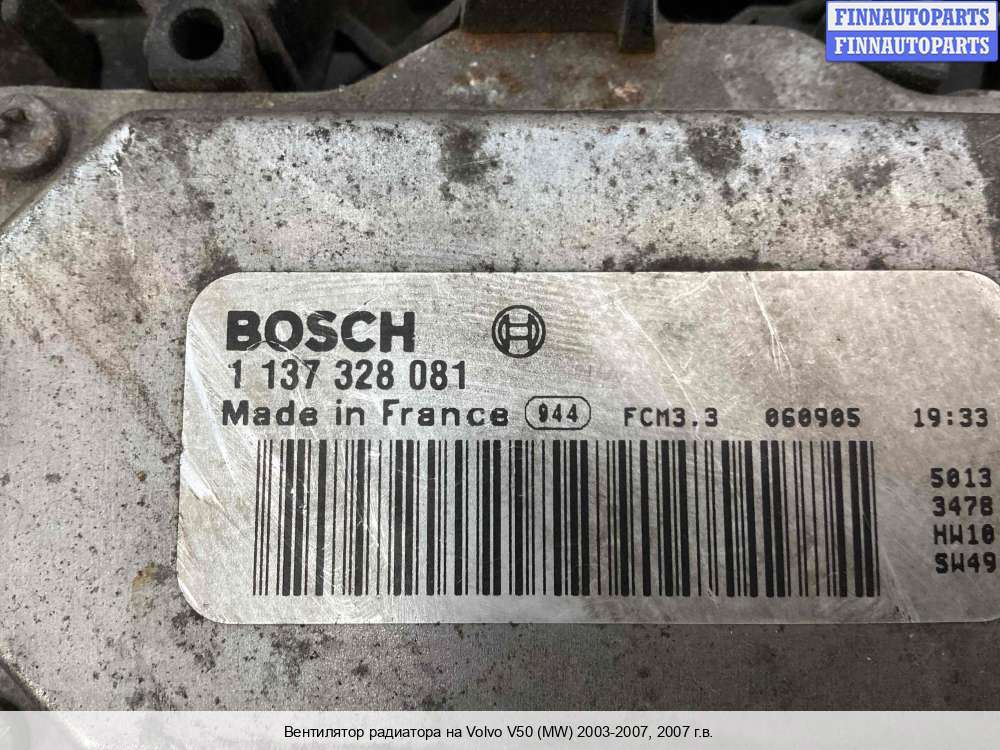 FINNAUTOPARTS
FINNAUTOPARTS
BOSCH
1 137 328 081
Made in France 944 FCM3.3 060905 19:33
5013
3478
HW10
SW49
Вентилятор радиатора на Volvo V50 (MW) 2003-2007, 2007 г.в.